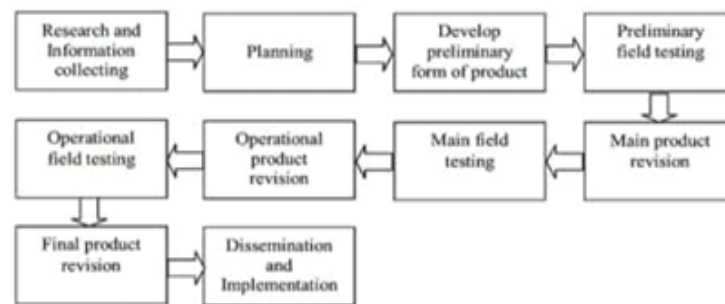 Research and
Information
collecting
Planning
Develop
preliminary
form of product
Preliminary
field testing
Main product
revision
Main field
testing
Operational
product
revision
Operational
field testing
Final product
revision
Dissemination
and
Implementation